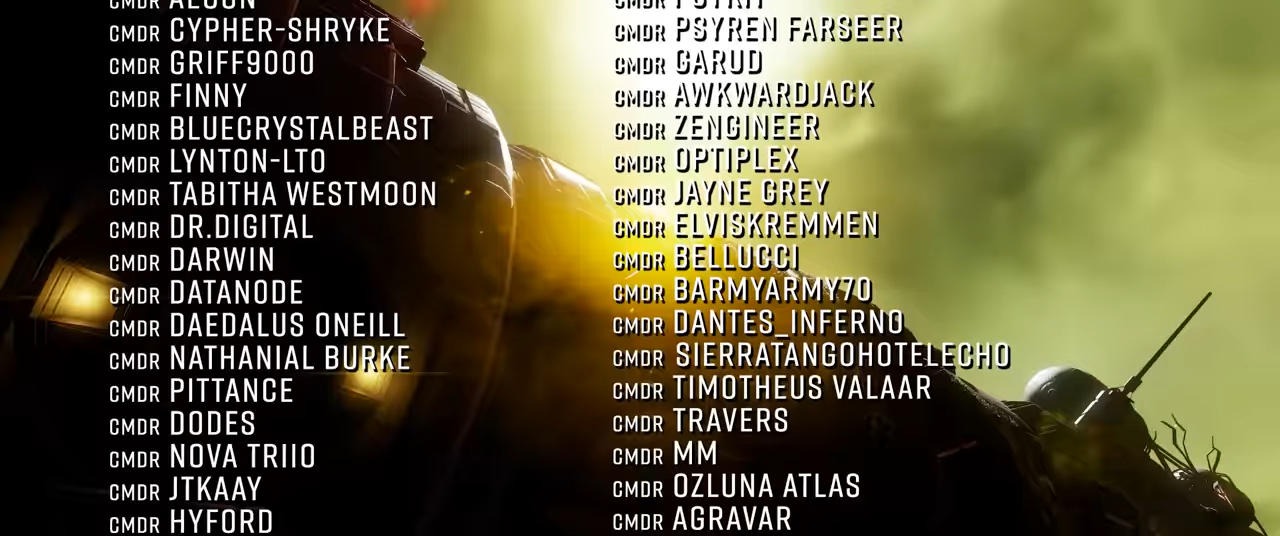 CMDR CYPHER-SHRYKE
CMDR GRIFF9000
CMDR FINNY
CMDR BLUECRYSTALBEAST
CMDR LYNTON-LTO
CMDR TABITHA WESTMOON
CMDR DR.DIGITAL
CMDR DARWIN
CMDR DATANODE
CMDR DAEDALUS ONEILL
CMDR NATHANIAL BURKE
CMDR PITTANCE
CMDR DODES
CMDR NOVA TRIIO
CMDR JTKAAY
CMDR HYFORD
CMDR PSYREN FARSEER
CMDR GARUD
CMDR AWKWARDJACK
CMDR ZENGINEER
CMDR OPTIPLEX
CMDR JAYNE GREY
CMDR ELVISKREMMEN
CMDR BELLUCCI
CMDR BARMYARMY70
CMDR DANTES_INFERNO
CMDR SIERRATANGOHOTELECHO
CMDR TIMOTHEUS VALAAR
CMDR TRAVERS
CMDR MM
CMDR OZLUNA ATLAS
CMDR AGRAVAR